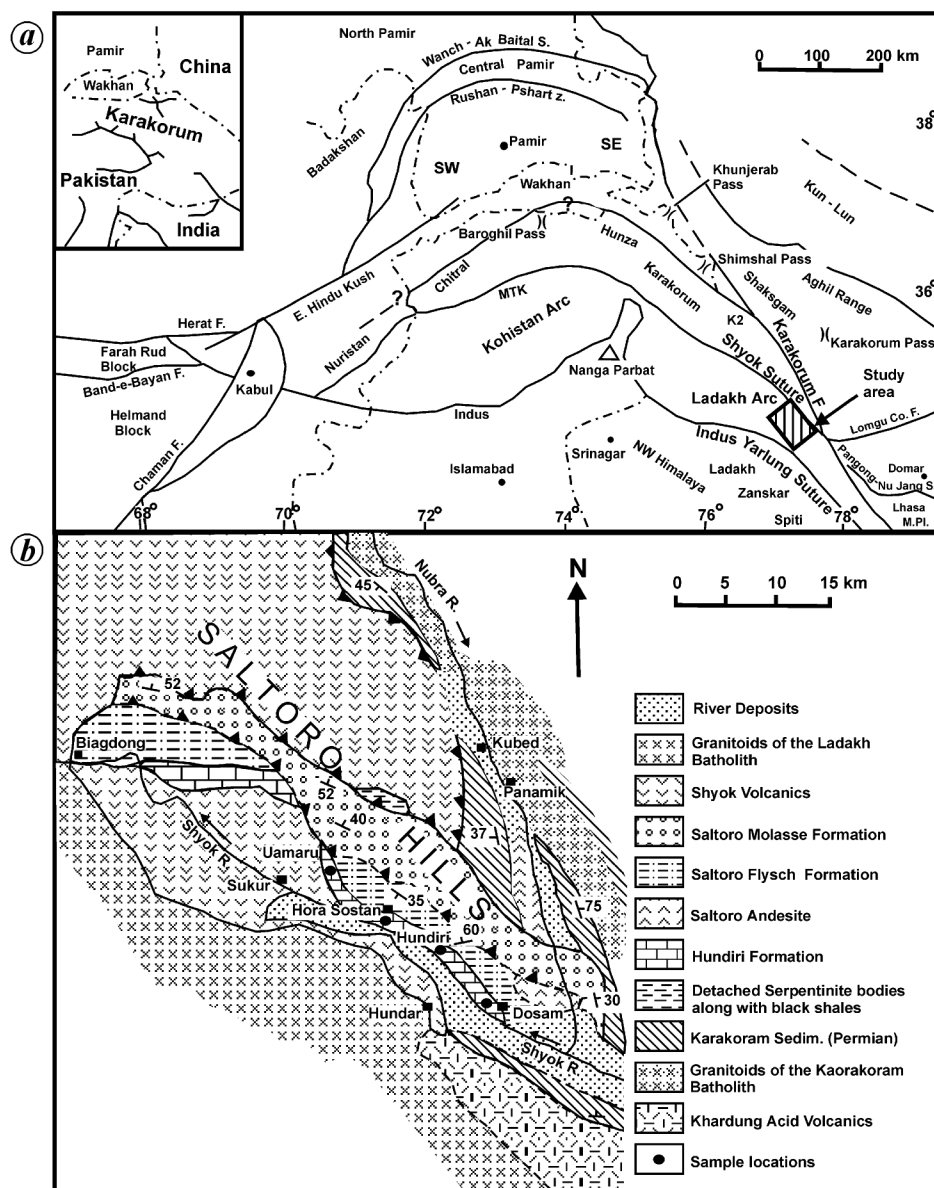 a
North Pamir
Wanch - Ak Baital S.
Central Pamir
Rushan - Pshart z.
Badakshan
Pamir
SW
SE
Wakhan
?
Baroghil Pass
Hunza
Khunjerab
Pass
Kun - Lun
0 100 200 km
38°
Pamir
China
Wakhan
Karakorum
Pakistan
India
Shimshal Pass
Shaksgam
Aghil Range
36°
E. Hindu Kush
Chitral
?
MTK
Karakorum
K2
Karakorum Pass
Herat F.
Nuristan
Kohistan Arc
Shyok Suture
Karakorum F.
Farah Rud
Block
Kabul
Nanga Parbat
Study
area
Band-e-Bayan F.
Ladakh Arc
Helmand
Block
Indus
Lomgu Co. F.
Chaman F.
Srinagar
Indus Yarlung Suture
Pangong-
Nu Jang S
Islamabad
NW Himalaya
Ladakh
Domar
Zanskar
Lhasa
M.Pl.
Spiti
68°
70°
72°
74°
76°
78°
b
45
Nubra R.
N
0 5 10 15 km
SALTORO HILLS
52
Biagdong
Kubed
Panamik
52
40
37
Shyok R.
Uamaru
Sukur
35
75
Hora Sostan
60
Hundiri
30
Hundar
Dosam
Shyok R.
River Deposits
Granitoids of the Ladakh
Batholith
Shyok Volcanics
Saltoro Molasse Formation
Saltoro Flysch Formation
Saltoro Andesite
Hundiri Formation
Detached Serpentinite bodies
along with black shales
Karakoram Sedim. (Permian)
Granitoids of the Kaorakoram
Batholith
Khardung Acid Volcanics
Sample locations